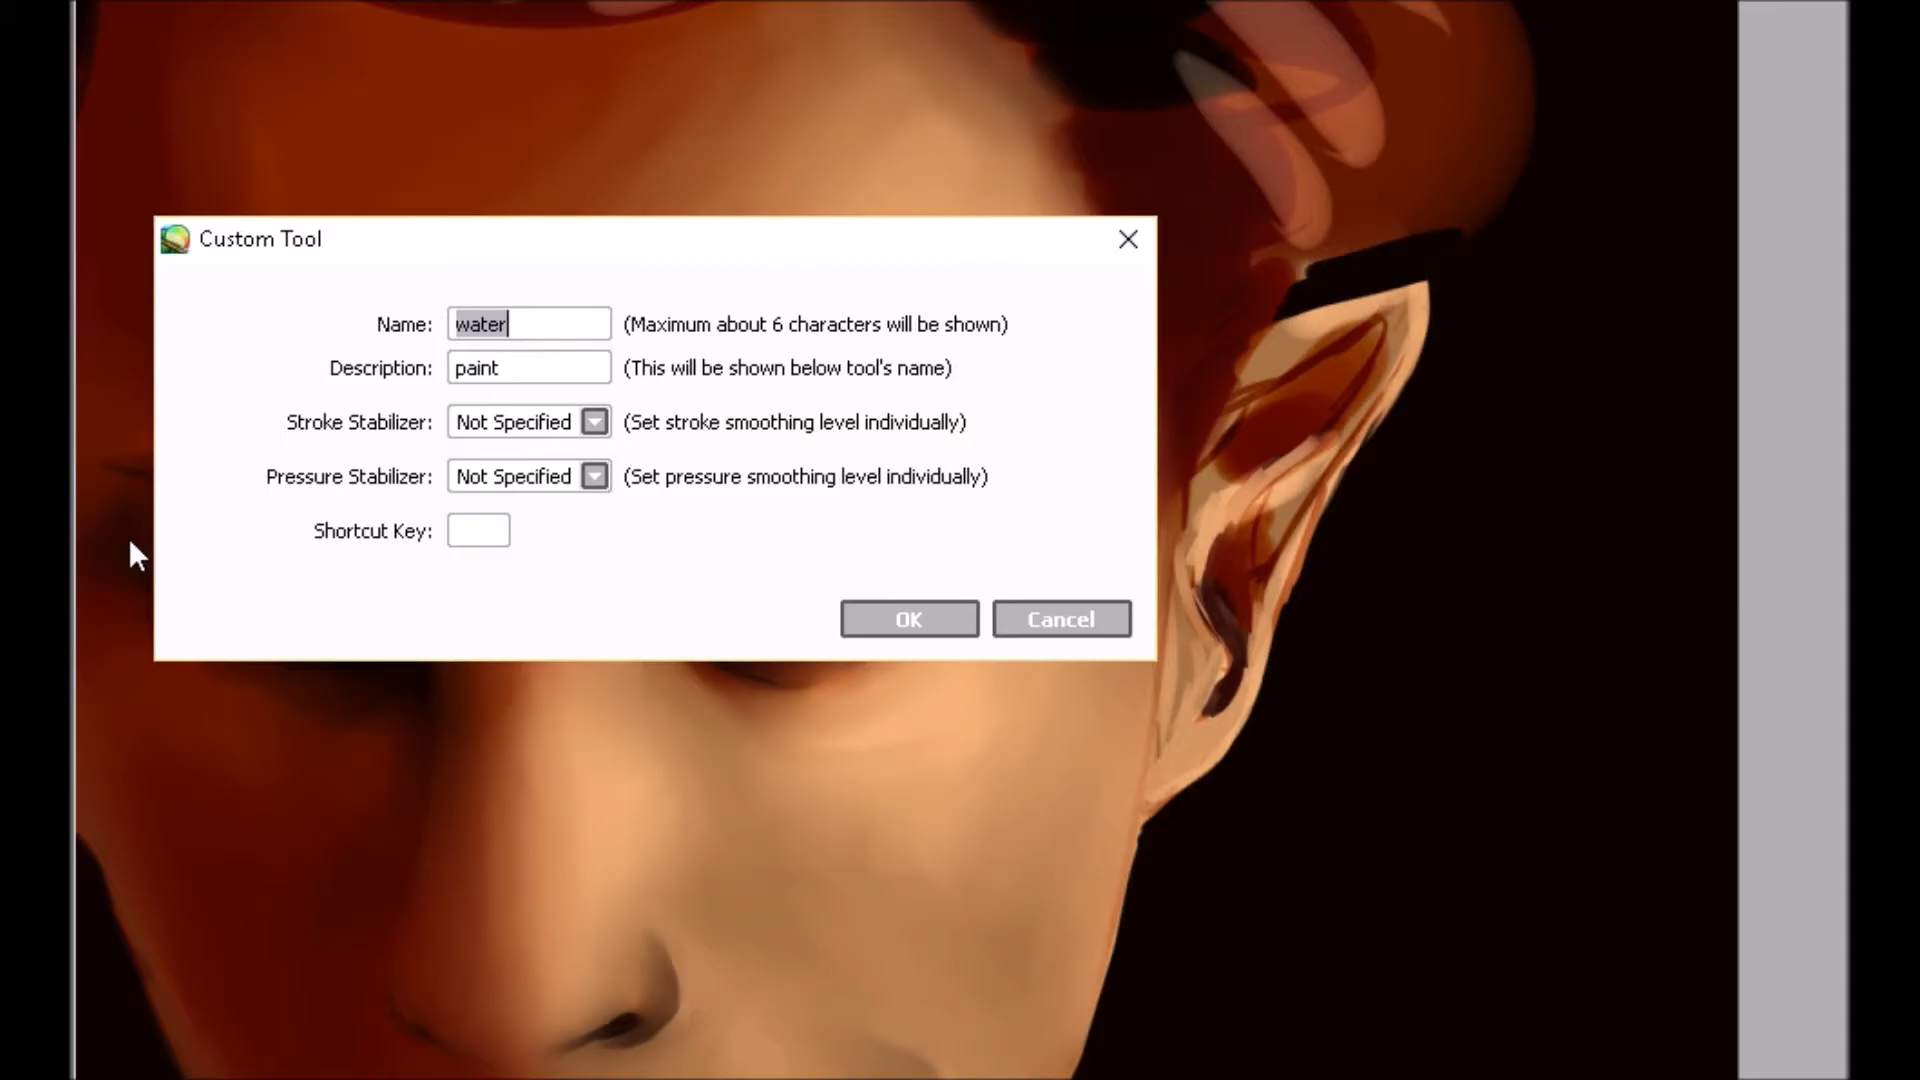 Custom Tool
Name: water (Maximum about 6 characters will be shown)
Description: paint (This will be shown below tool's name)
Stroke Stabilizer: Not Specified (Set stroke smoothing level individually)
Pressure Stabilizer: Not Specified (Set pressure smoothing level individually)
Shortcut Key:
OK Cancel